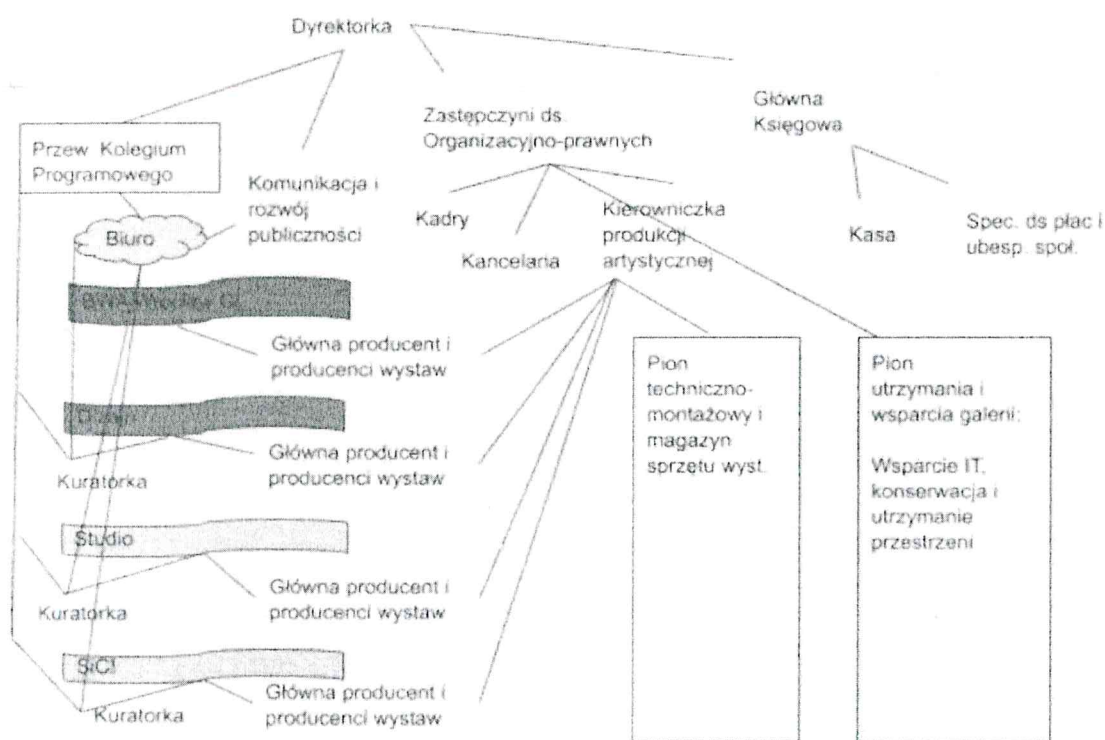 Dyrektorka
Zastępczyni ds.
Organizacyjno-prawnych
Główna
Księgowa
Przew. Kolegium
Programowego
Komunikacja i
rozwój
publiczności
Biuro
Kadry
Kancelaria
Kierowniczka
produkcji
artystycznej
Kasa
Spec. ds płac i
ubesp. społ.
Główna producent i
producenci wystaw
Główna producent i
producenci wystaw
Kuratorka
Studio
Główna producent i
producenci wystaw
Kuratorka
SiC!
Główna producent i
producenci wystaw
Kuratorka
Pion
techniczno-
montażowy i
magazyn
sprzętu wyst.
Pion
utrzymania i
wsparcia galerii:
Wsparcie IT,
konserwacja i
utrzymanie
przestrzeni